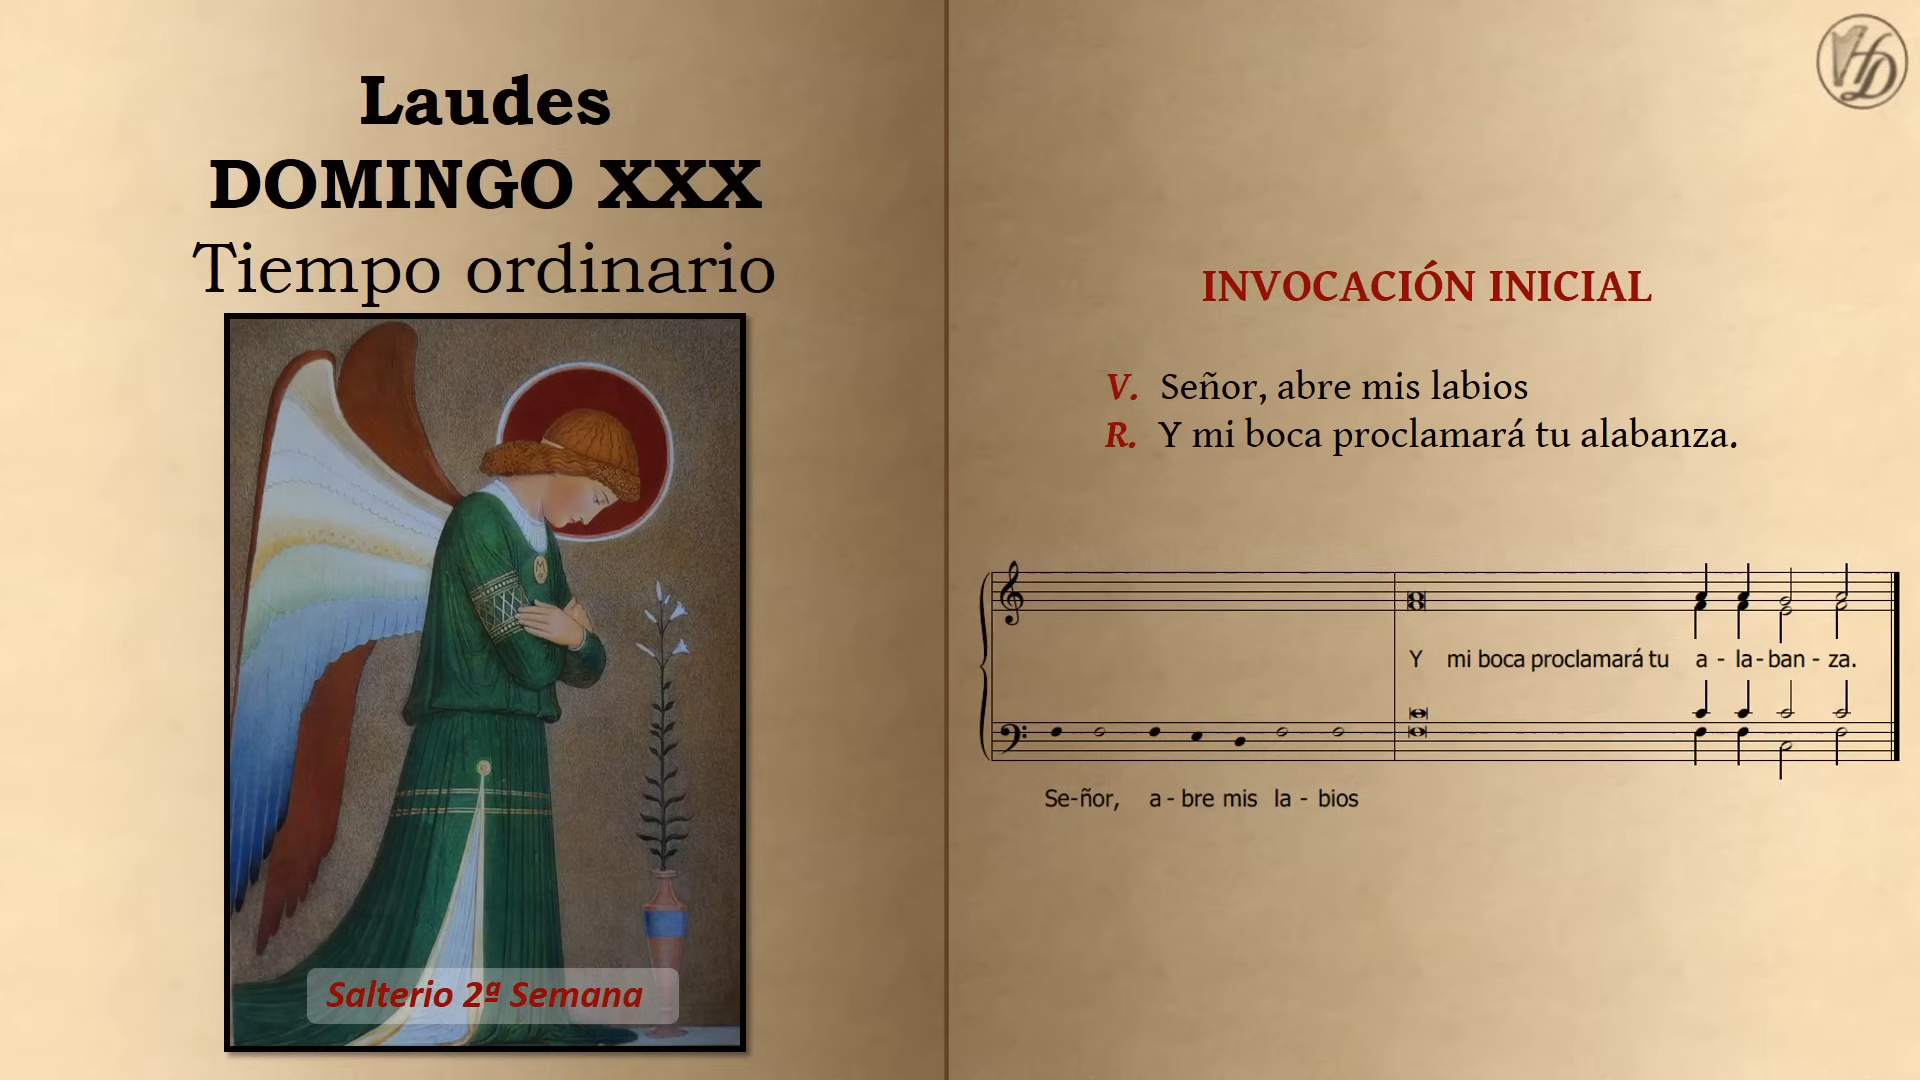 Laudes
DOMINGO XXX
Tiempo ordinario
Salterio 2ª Semana
HD
INVOCACIÓN INICIAL
V. Señor, abre mis labios
R. Y mi boca proclamará tu alabanza.
Y mi boca proclamará tu a - la - ban - za.
Se-ñor, a - bre mis la - bios